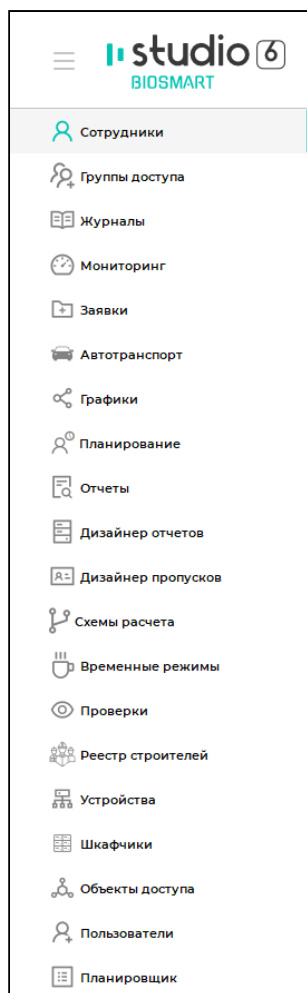 studio 6
BIOSMART
Сотрудники
Группы доступа
Журналы
Мониторинг
Заявки
Автотранспорт
Графики
Планирование
Отчеты
Дизайнер отчетов
Дизайнер пропусков
Схемы расчета
Временные режимы
Проверки
Реестр строителей
Устройства
Шкафчики
Объекты доступа
Пользователи
Планировщик